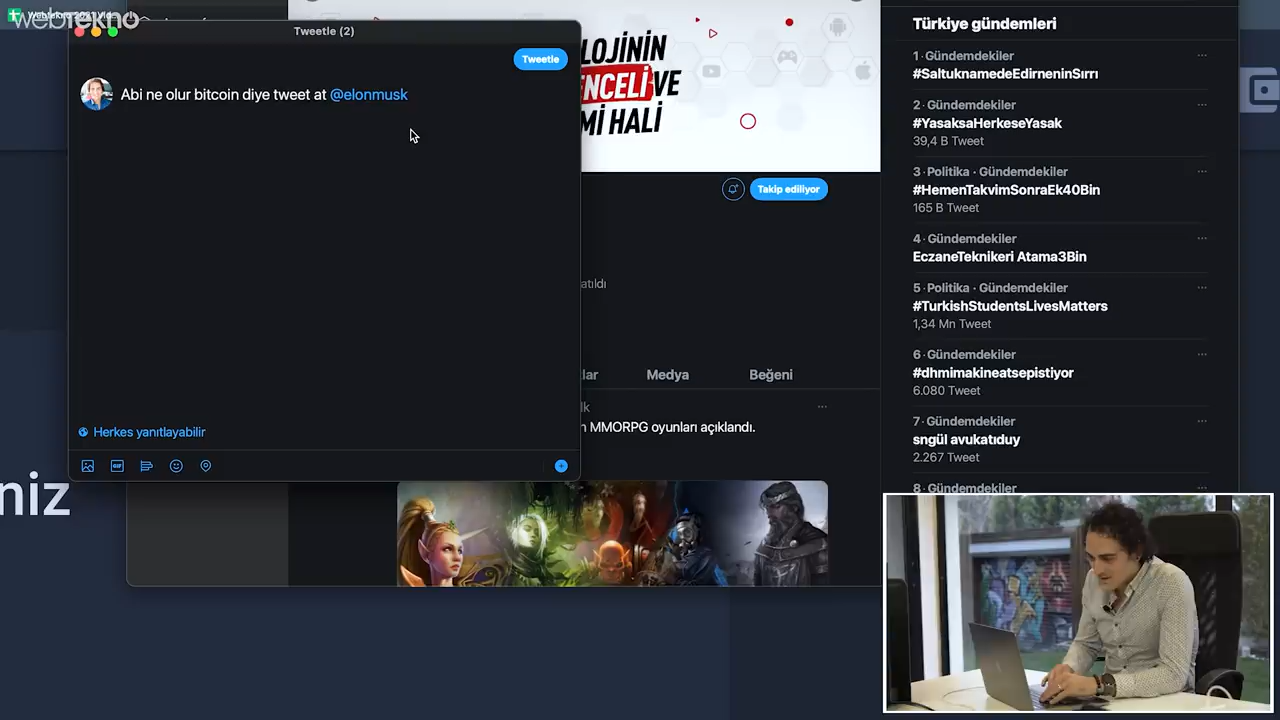 webtekno
Tweetle (2)
Tweetle
Abi ne olur bitcoin diye tweet at @elonmusk
Herkes yanıtlayabilir
GIF
LOJİNİN
ENCELİ VE
Mİ HALİ
Takip ediliyor
atıldı
lar
Medya
Beğeni
lk
n MMORPG oyunları açıklandı.
niz
Türkiye gündemleri
1 · Gündemdekiler
#SaltuknamedeEdirneninSırrı
2 · Gündemdekiler
#YasaksaHerkeseYasak
39,4 B Tweet
3 · Politika · Gündemdekiler
#HemenTakvimSonraEk40Bin
165 B Tweet
4 · Gündemdekiler
EczaneTeknikeri Atama3Bin
5 · Politika · Gündemdekiler
#TurkishStudentsLivesMatters
1,34 Mn Tweet
6 · Gündemdekiler
#dhmimakineatsepistiyor
6.080 Tweet
7 · Gündemdekiler
sngül avukatıduy
2.267 Tweet
8 · Gündemdekiler